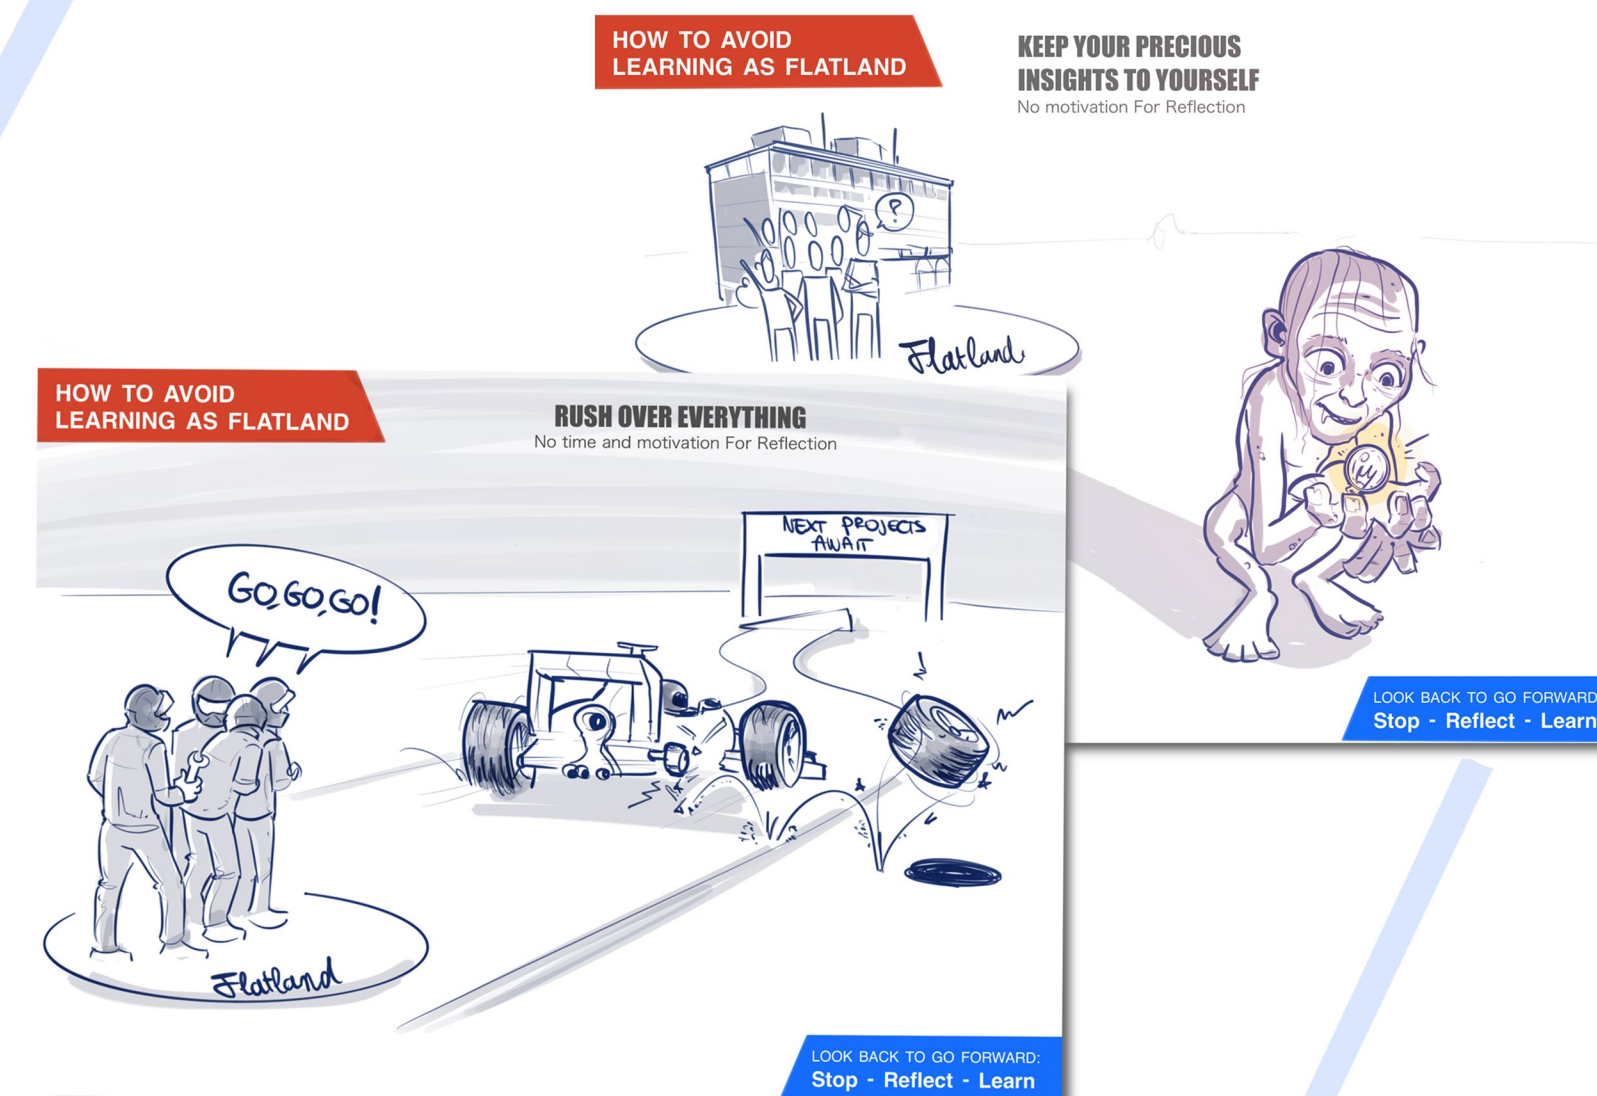 HOW TO AVOID
LEARNING AS FLATLAND
KEEP YOUR PRECIOUS
INSIGHTS TO YOURSELF
No motivation For Reflection
?
Flatland
LOOK BACK TO GO FORWARD
Stop - Reflect - Learn
HOW TO AVOID
LEARNING AS FLATLAND
RUSH OVER EVERYTHING
No time and motivation For Reflection
NEXT PROJECTS
AWAIT
GO,GO,GO!
Flatland
LOOK BACK TO GO FORWARD:
Stop - Reflect - Learn